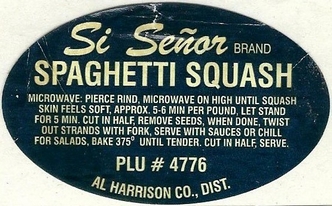 Si Señor BRAND
SPAGHETTI SQUASH
MICROWAVE: PIERCE RIND, MICROWAVE ON HIGH UNTIL SQUASH
SKIN FEELS SOFT, APPROX. 5-6 MIN PER POUND, LET STAND
FOR 5 MIN. CUT IN HALF, REMOVE SEEDS, WHEN DONE, TWIST
OUT STRANDS WITH FORK, SERVE WITH SAUCES OR CHILL
FOR SALADS, BAKE 375° UNTIL TENDER. CUT IN HALF, SERVE.
PLU # 4776
AL HARRISON CO., DIST.